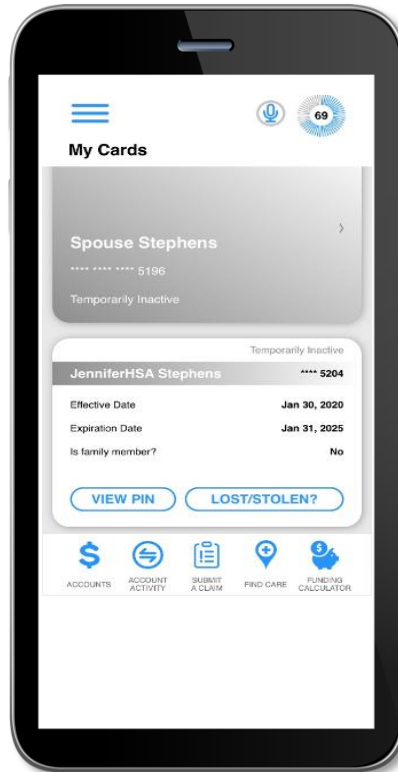 69
My Cards
Spouse Stephens
**** **** **** 5196
Temporarily Inactive
Temporarily Inactive
JenniferHSA Stephens **** 5204
Effective Date Jan 30, 2020
Expiration Date Jan 31, 2025
Is family member? No
VIEW PIN LOST/STOLEN?
ACCOUNTS ACCOUNT ACTIVITY SUBMIT A CLAIM FIND CARE FUNDING CALCULATOR